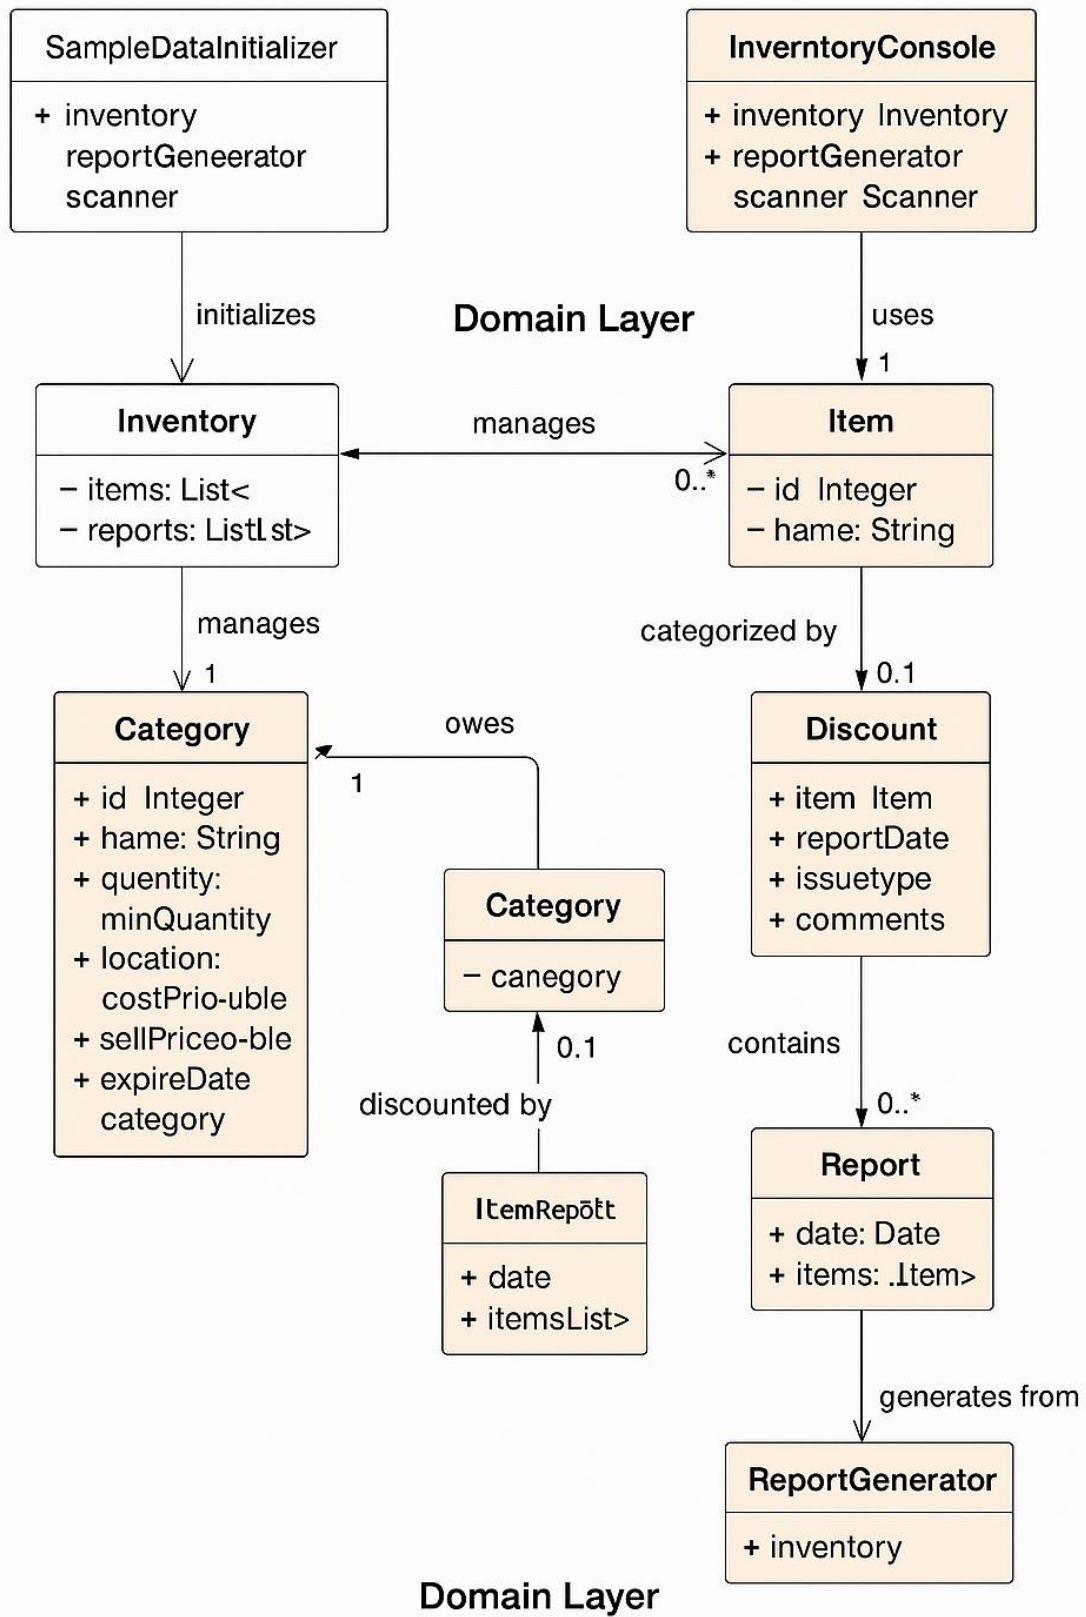 SampleDataInitializer
+ inventory
reportGeneerator
scanner
InverntoryConsole
+ inventory Inventory
+ reportGenerator
scanner Scanner
initializes
Domain Layer
uses
1
Inventory
– items: List<
– reports: ListLst>
manages
0..*
Item
– id Integer
– hame: String
manages
1
categorized by
0.1
Category
+ id Integer
+ hame: String
+ quentity:
minQuantity
+ location:
costPrio-uble
+ sellPriceo-ble
+ expireDate
category
owes
1
Category
– canegory
0.1
discounted by
ItemRepōtt
+ date
+ itemsList>
Discount
+ item Item
+ reportDate
+ issuetype
+ comments
contains
0..*
Report
+ date: Date
+ items: .Item>
generates from
ReportGenerator
+ inventory
Domain Layer